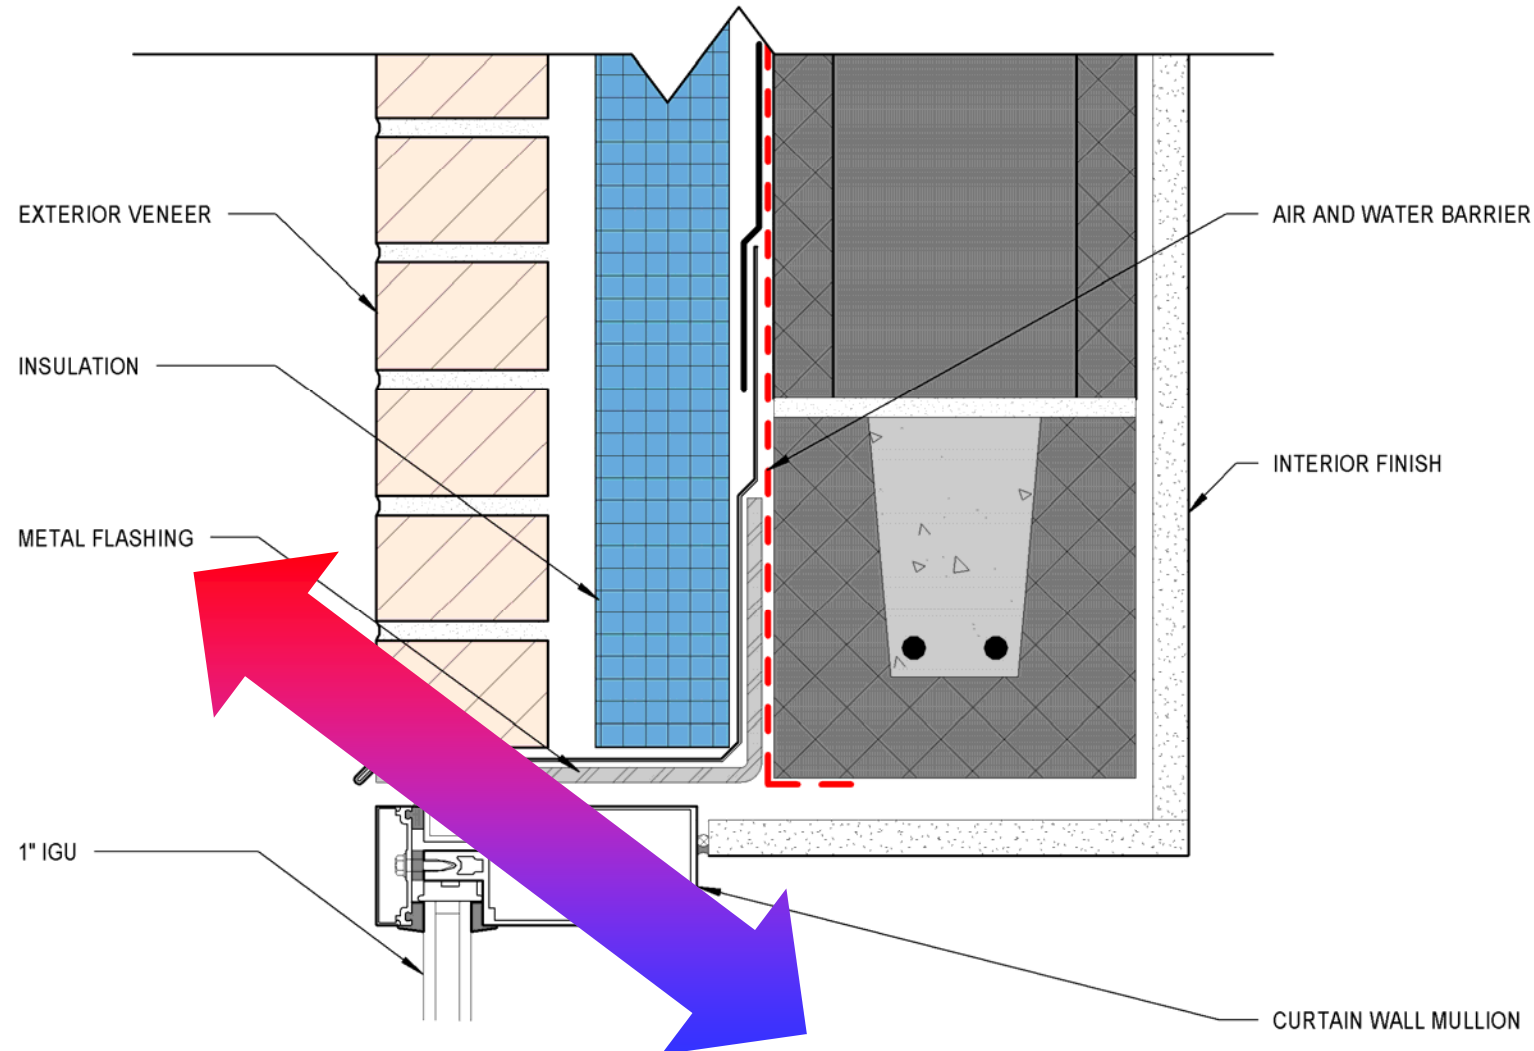 EXTERIOR VENEER
AIR AND WATER BARRIER
INSULATION
INTERIOR FINISH
METAL FLASHING
1" IGU
CURTAIN WALL MULLION